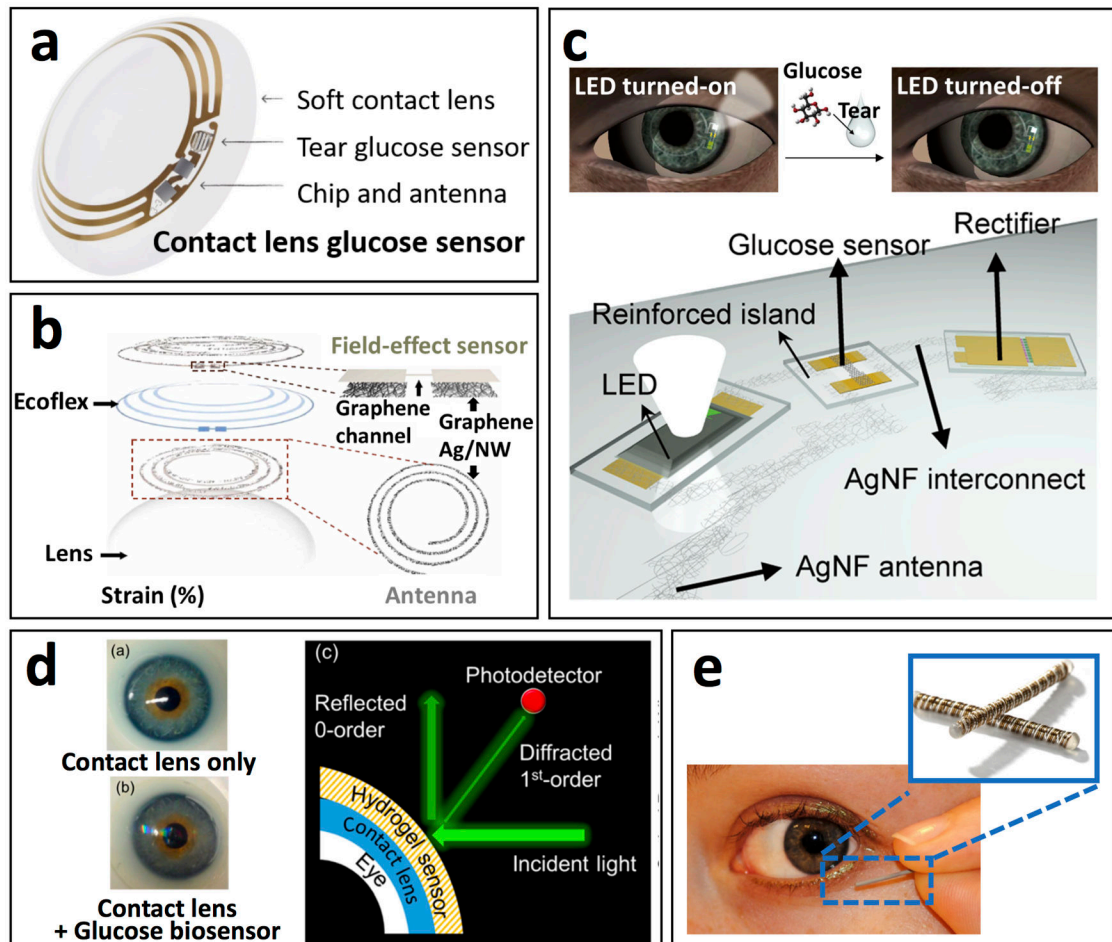 a
Soft contact lens
Tear glucose sensor
Chip and antenna
Contact lens glucose sensor
b
Field-effect sensor
Ecoflex
Graphene
channel
Graphene
Ag/NW
Lens
Strain (%)
Antenna
c
LED turned-on
Glucose
Tear
LED turned-off
Rectifier
Glucose sensor
Reinforced island
LED
AgNF interconnect
AgNF antenna
d
(a)
Contact lens only
(b)
Contact lens
+ Glucose biosensor
(c)
Photodetector
Reflected
0-order
Diffracted
1st-order
Hydrogel sensor
Contact lens
Eye
Incident light
e